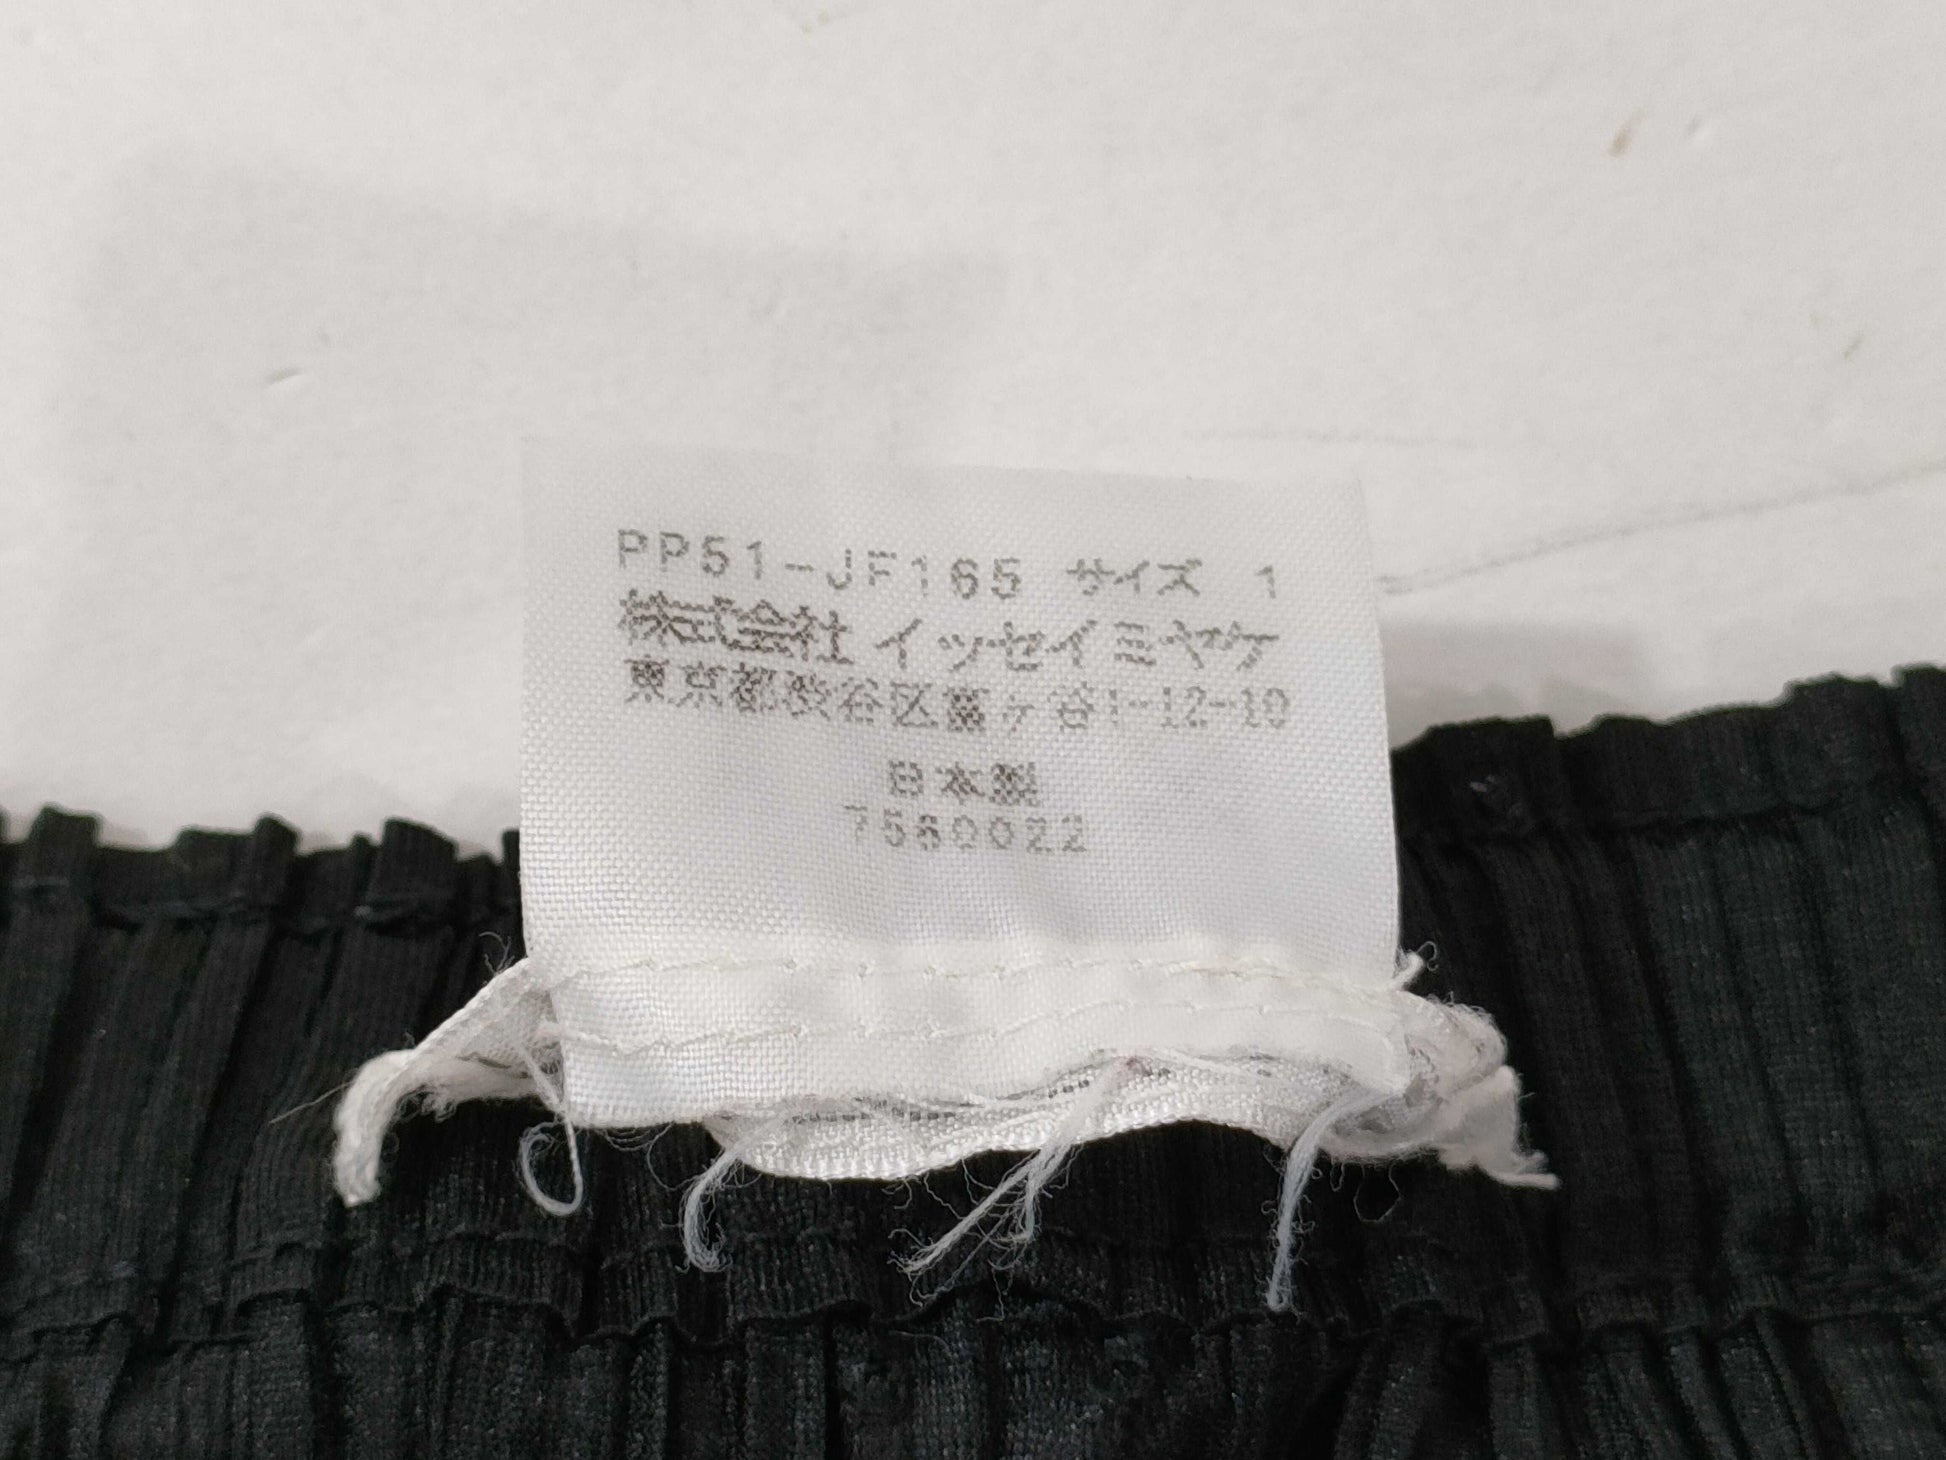 PP51-JF165 サイズ 1
株式会社イッセイミヤケ
東京都渋谷区富ヶ谷1-12-10
日本製
7560022